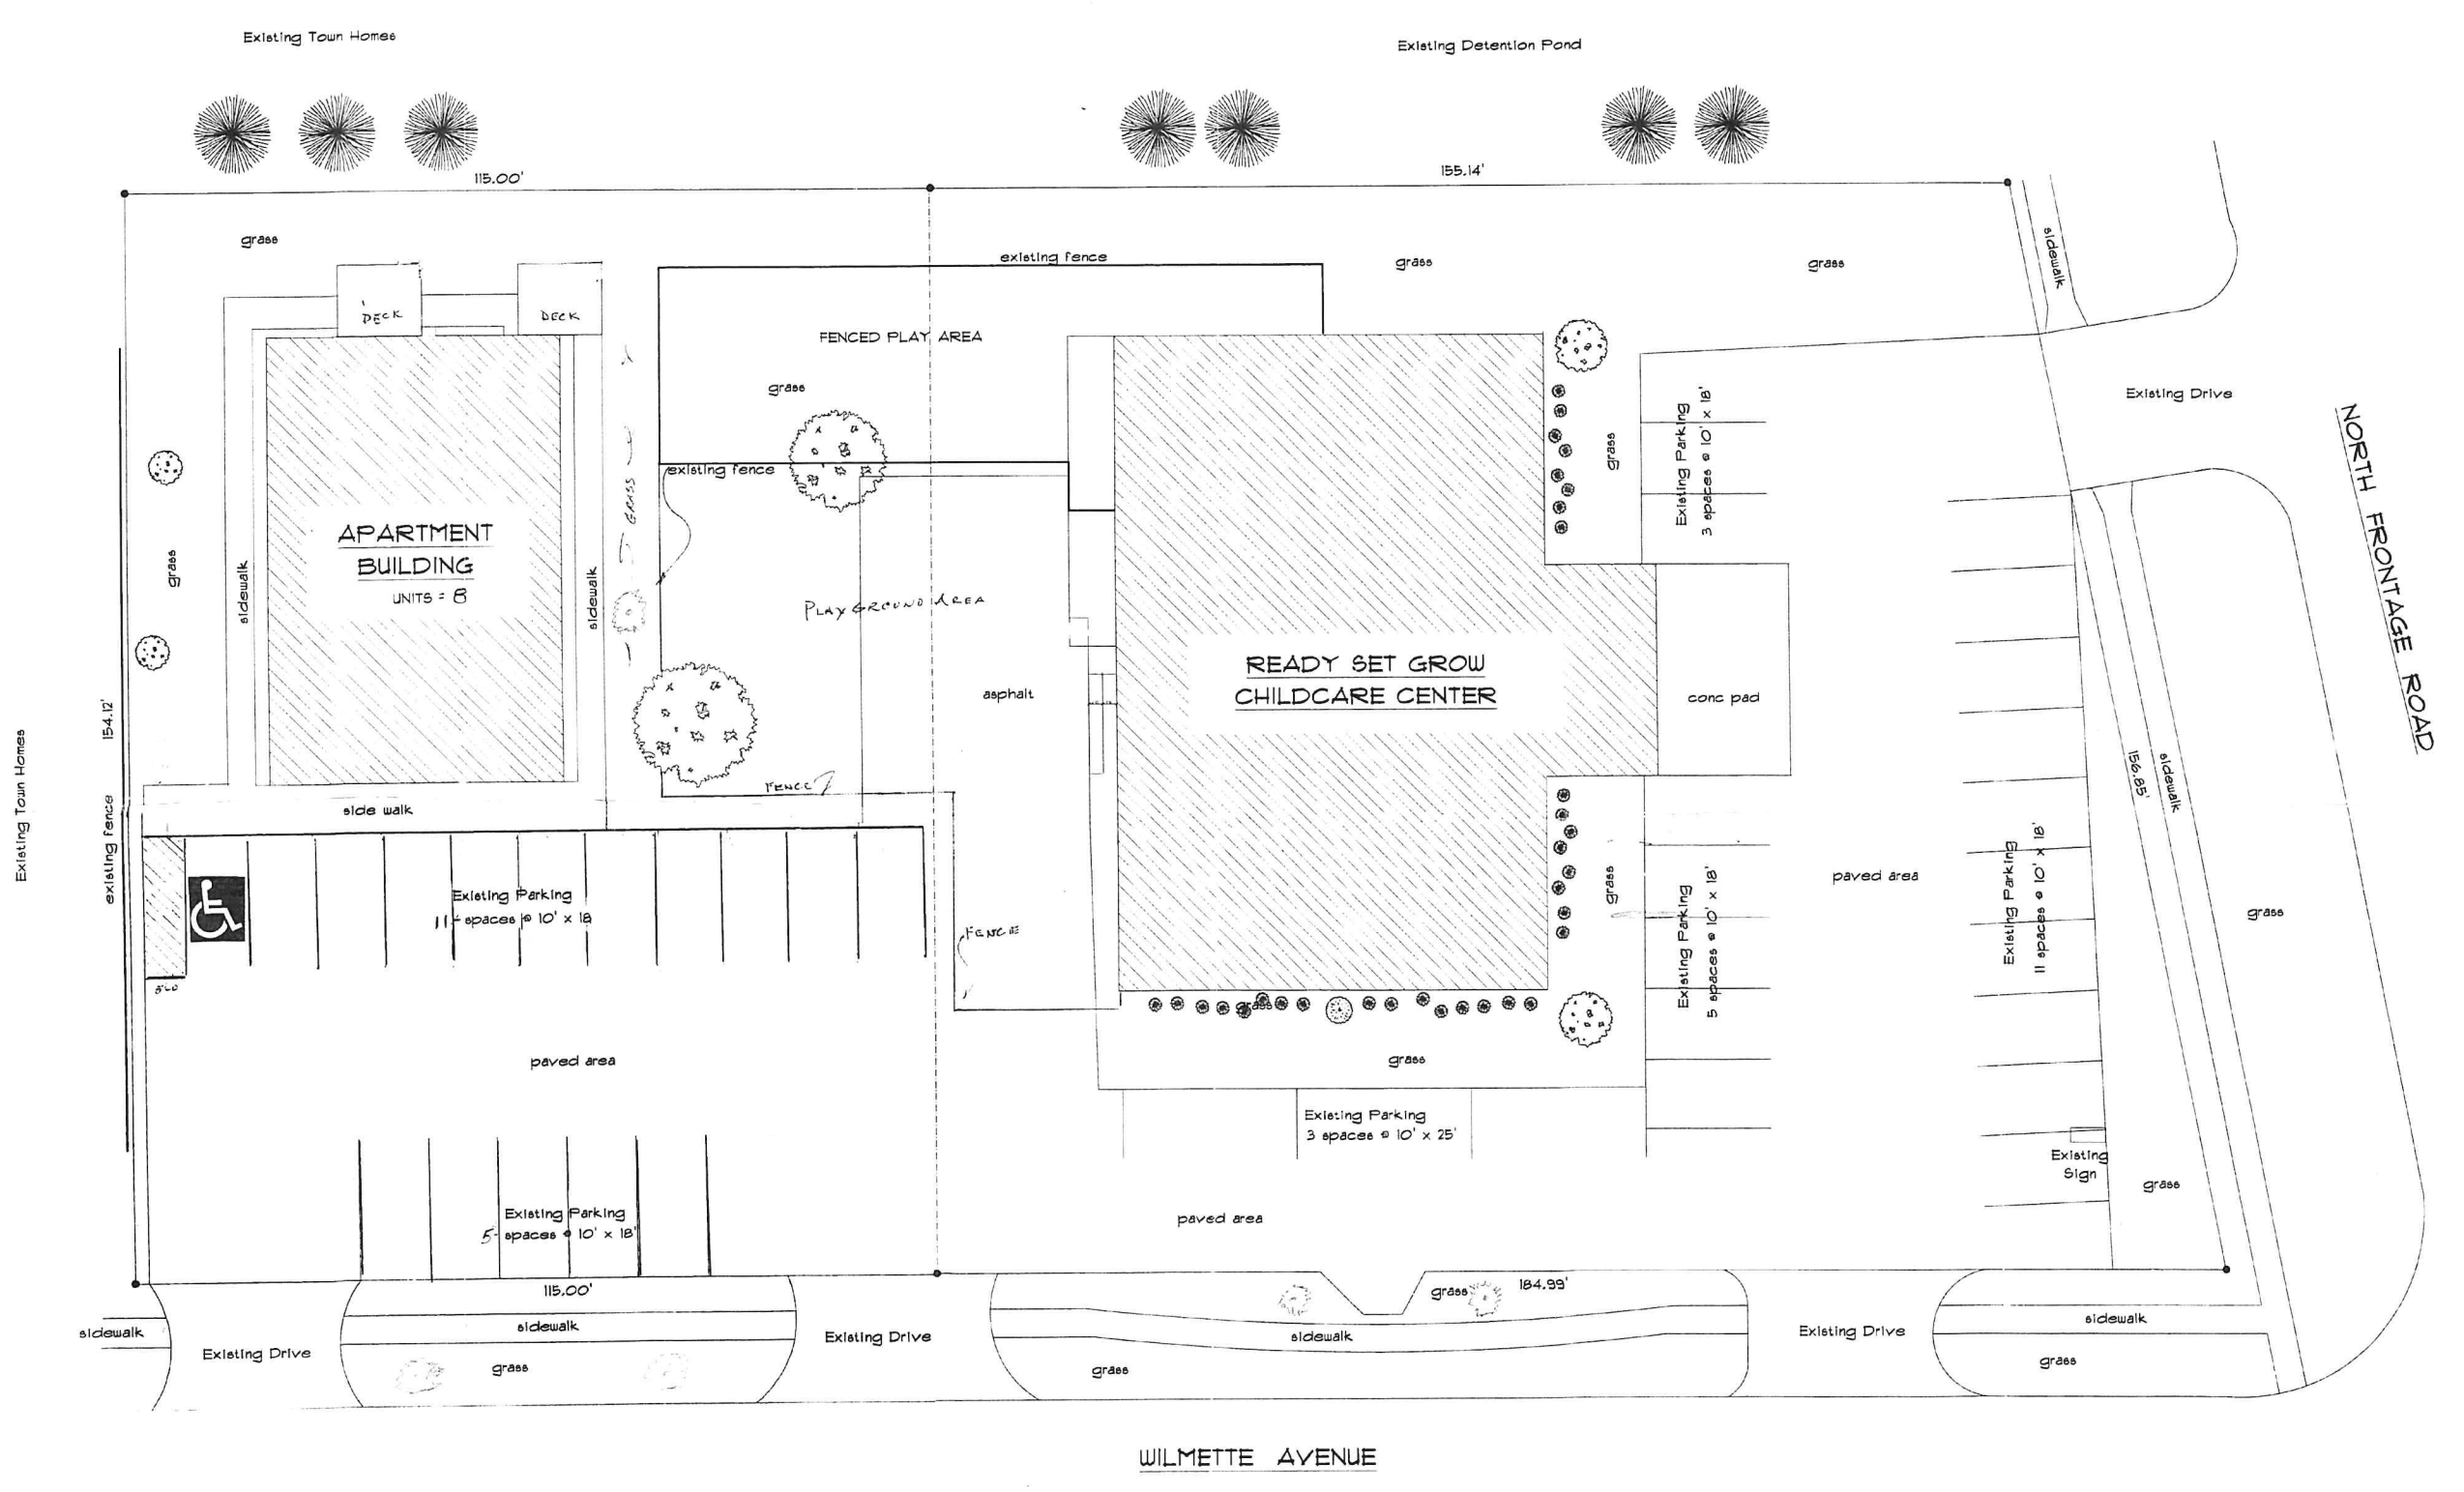 Existing Town Homes
Existing Detention Pond
115.00'
155.14'
grass
existing fence
grass
grass
sidewalk
DECK
DECK
FENCED PLAY AREA
grass
Existing Drive
NORTH FRONTAGE ROAD
existing fence
GRASS
grass
Existing Parking
3 spaces @ 10' x 18'
APARTMENT
BUILDING
UNITS = 8
grass
sidewalk
sidewalk
PLAYGROUND AREA
READY SET GROW
CHILDCARE CENTER
asphalt
conc pad
154.12'
Existing Town Homes
existing fence
FENCE
side walk
156.85'
sidewalk
Existing Parking
11 spaces @ 10' x 18
FENCE
grass
Existing Parking
5 spaces @ 10' x 18'
paved area
Existing Parking
11 spaces @ 10' x 18'
grass
5'-0
grass
paved area
grass
Existing Parking
3 spaces @ 10' x 25'
Existing
Sign
grass
Existing Parking
5 spaces @ 10' x 18'
paved area
115.00'
grass
184.99'
sidewalk
sidewalk
Existing Drive
sidewalk
Existing Drive
sidewalk
Existing Drive
sidewalk
grass
grass
grass
WILMETTE AVENUE